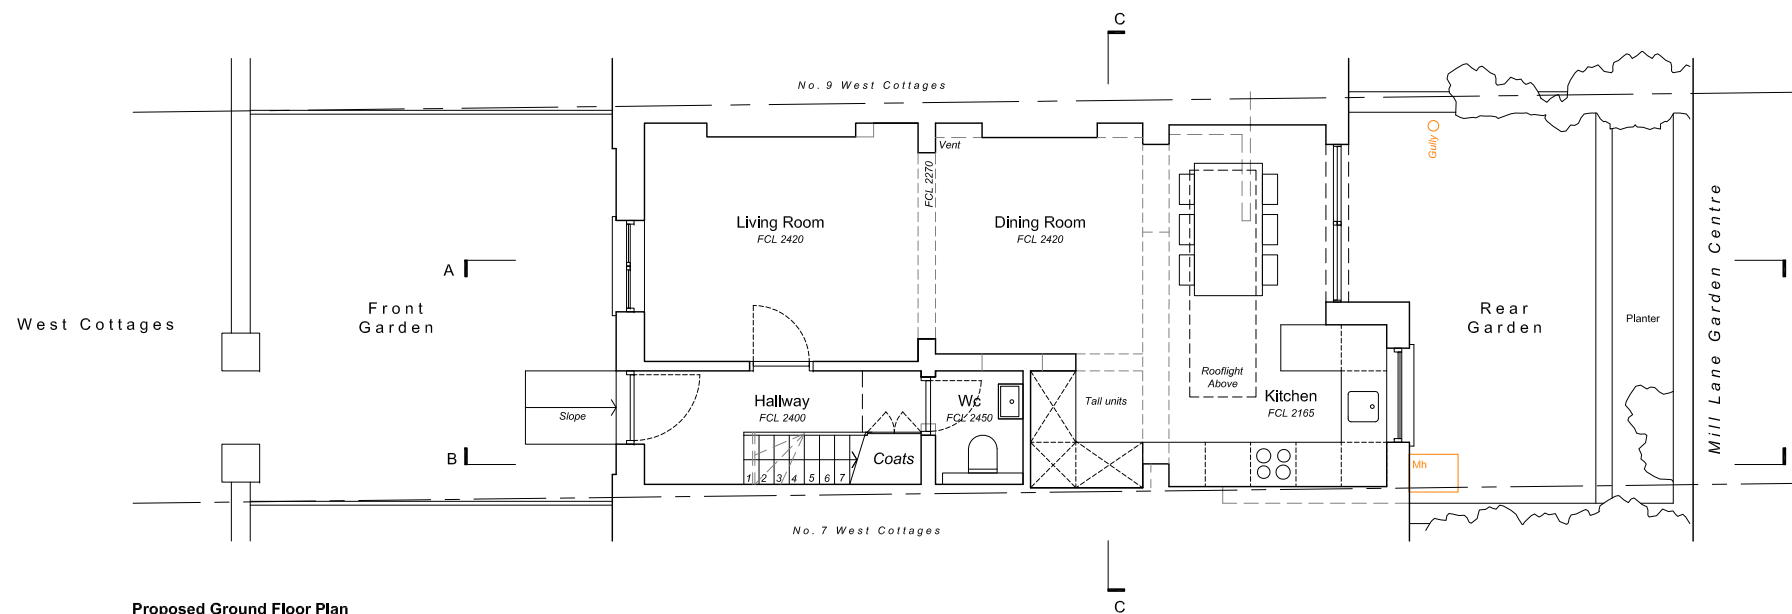 C
No. 9 West Cottages
Gully
Vent
FCL 2270
Living Room
FCL 2420
Dining Room
FCL 2420
A
Front
Garden
West Cottages
Rear
Garden
Planter
Mill Lane Garden Centre
Rooflight
Above
Slope
Hallway
FCL 2400
Wc
FCL 2450
Tall units
Kitchen
FCL 2165
B
Coats
1 2 3 4 5 6 7
Mh
No. 7 West Cottages
C
Proposed Ground Floor Plan